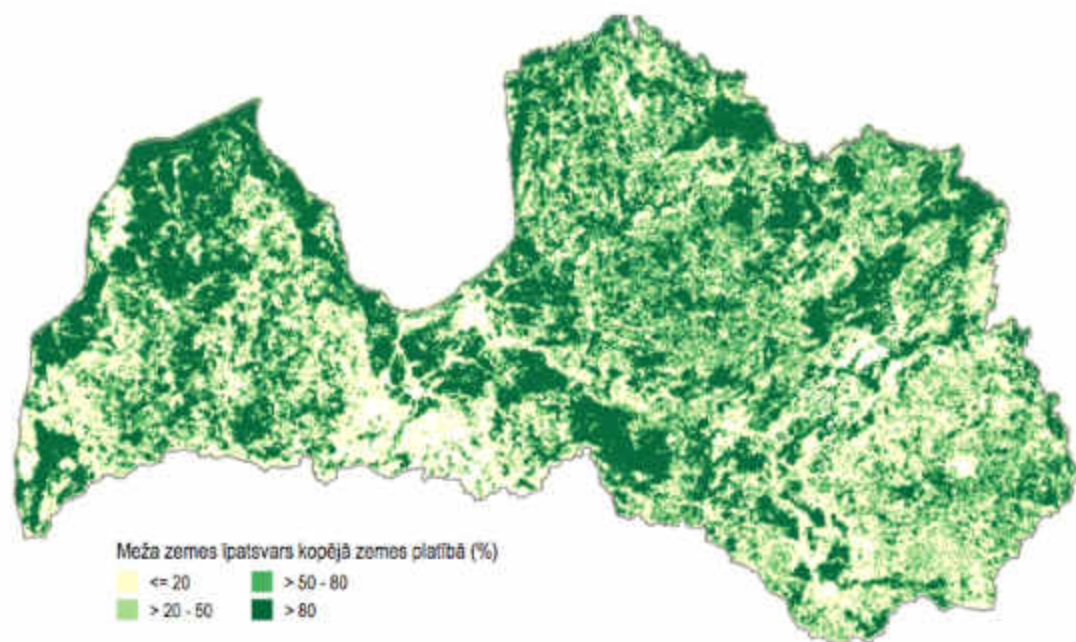 Meža zemes īpatsvars kopējā zemes platībā (%)
<= 20
> 50 - 80
> 20 - 50
> 80